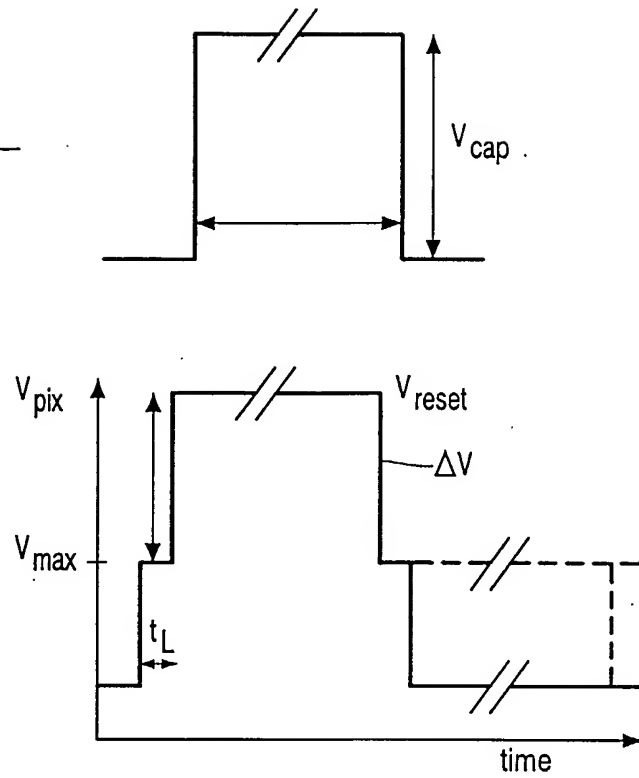 V_cap
V_pix
V_reset
ΔV
V_max
t_L
time